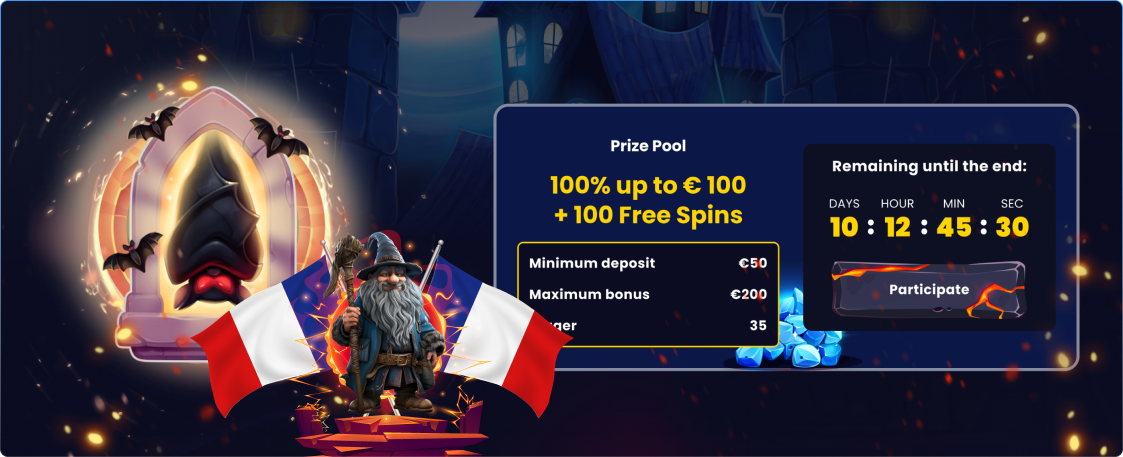 Prize Pool
100% up to € 100
+ 100 Free Spins
Minimum deposit €50
Maximum bonus €200
35
Remaining until the end:
DAYS HOUR MIN SEC
10 : 12 : 45 : 30
Participate